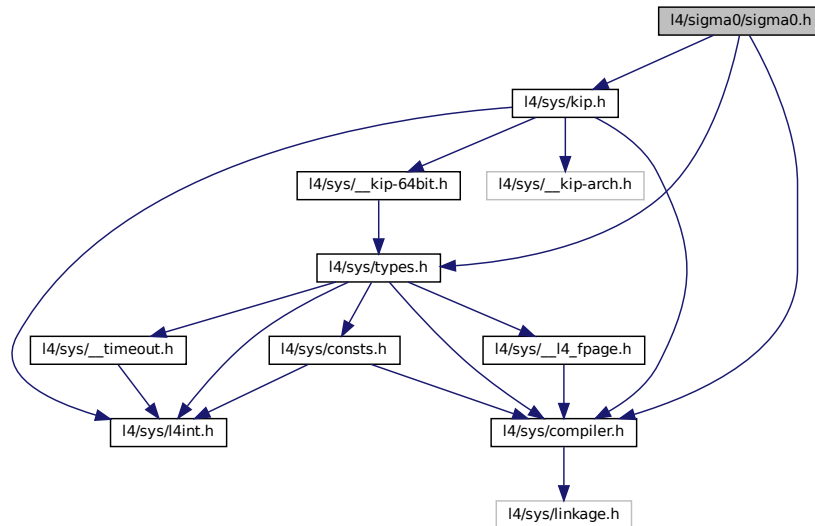 l4/sigma0/sigma0.h
l4/sys/kip.h
l4/sys/__kip-64bit.h
l4/sys/__kip-arch.h
l4/sys/types.h
l4/sys/__timeout.h
l4/sys/consts.h
l4/sys/__l4_fpage.h
l4/sys/l4int.h
l4/sys/compiler.h
l4/sys/linkage.h